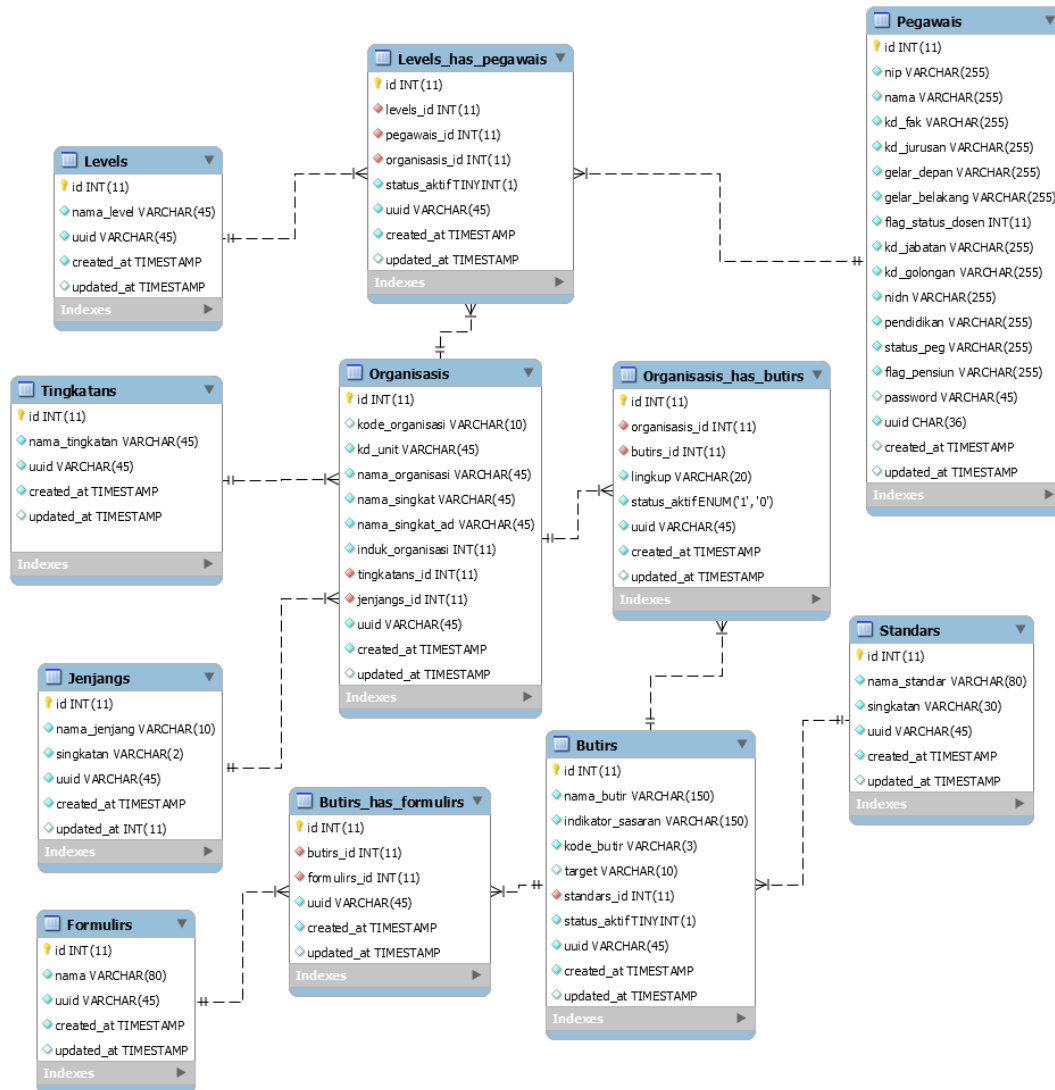 Pegawais
id INT(11)
nip VARCHAR(255)
nama VARCHAR(255)
kd_fak VARCHAR(255)
kd_jurusan VARCHAR(255)
gelar_depan VARCHAR(255)
gelar_belakang VARCHAR(255)
flag_status_dosen INT(11)
kd_jabatan VARCHAR(255)
kd_golongan VARCHAR(255)
nidn VARCHAR(255)
pendidikan VARCHAR(255)
status_peg VARCHAR(255)
flag_pensiun VARCHAR(255)
password VARCHAR(45)
uuid CHAR(36)
created_at TIMESTAMP
updated_at TIMESTAMP
Indexes
Levels_has_pegawais
id INT(11)
levels_id INT(11)
pegawais_id INT(11)
organisasis_id INT(11)
status_aktif TINYINT(1)
uuid VARCHAR(45)
created_at TIMESTAMP
updated_at TIMESTAMP
Indexes
Levels
id INT(11)
nama_level VARCHAR(45)
uuid VARCHAR(45)
created_at TIMESTAMP
updated_at TIMESTAMP
Indexes
Tingkatans
id INT(11)
nama_tingkatan VARCHAR(45)
uuid VARCHAR(45)
created_at TIMESTAMP
updated_at TIMESTAMP
Indexes
Organisasis
id INT(11)
kode_organisasi VARCHAR(10)
kd_unit VARCHAR(45)
nama_organisasi VARCHAR(45)
nama_singkat VARCHAR(45)
nama_singkat_ad VARCHAR(45)
induk_organisasi INT(11)
tingkatans_id INT(11)
jenjangs_id INT(11)
uuid VARCHAR(45)
created_at TIMESTAMP
updated_at TIMESTAMP
Indexes
Organisasis_has_butirs
id INT(11)
organisasis_id INT(11)
butirs_id INT(11)
lingkup VARCHAR(20)
status_aktif ENUM('1', '0')
uuid VARCHAR(45)
created_at TIMESTAMP
updated_at TIMESTAMP
Indexes
Standars
id INT(11)
nama_standar VARCHAR(80)
singkatan VARCHAR(30)
uuid VARCHAR(45)
created_at TIMESTAMP
updated_at TIMESTAMP
Indexes
Jenjangs
id INT(11)
nama_jenjang VARCHAR(10)
singkatan VARCHAR(2)
uuid VARCHAR(45)
created_at TIMESTAMP
updated_at INT(11)
Indexes
Butirs
id INT(11)
nama_butir VARCHAR(150)
indikator_sasaran VARCHAR(150)
kode_butir VARCHAR(3)
target VARCHAR(10)
standars_id INT(11)
status_aktif TINYINT(1)
uuid VARCHAR(45)
created_at TIMESTAMP
updated_at TIMESTAMP
Indexes
Butirs_has_formulirs
id INT(11)
butirs_id INT(11)
formulirs_id INT(11)
uuid VARCHAR(45)
created_at TIMESTAMP
updated_at TIMESTAMP
Indexes
Formulirs
id INT(11)
nama VARCHAR(80)
uuid VARCHAR(45)
created_at TIMESTAMP
updated_at TIMESTAMP
Indexes